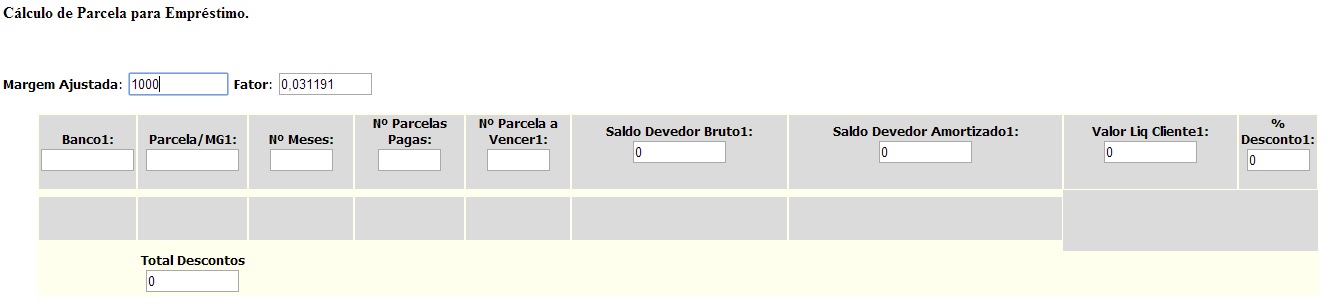 Cálculo de Parcela para Empréstimo.
Margem Ajustada: 1000 Fator: 0,031191
Banco1: Parcela/MG1: Nº Meses: Nº Parcelas Pagas: Nº Parcela a Vencer1: Saldo Devedor Bruto1: Saldo Devedor Amortizado1: Valor Liq Cliente1: % Desconto1:
0 0 0 0
Total Descontos
0